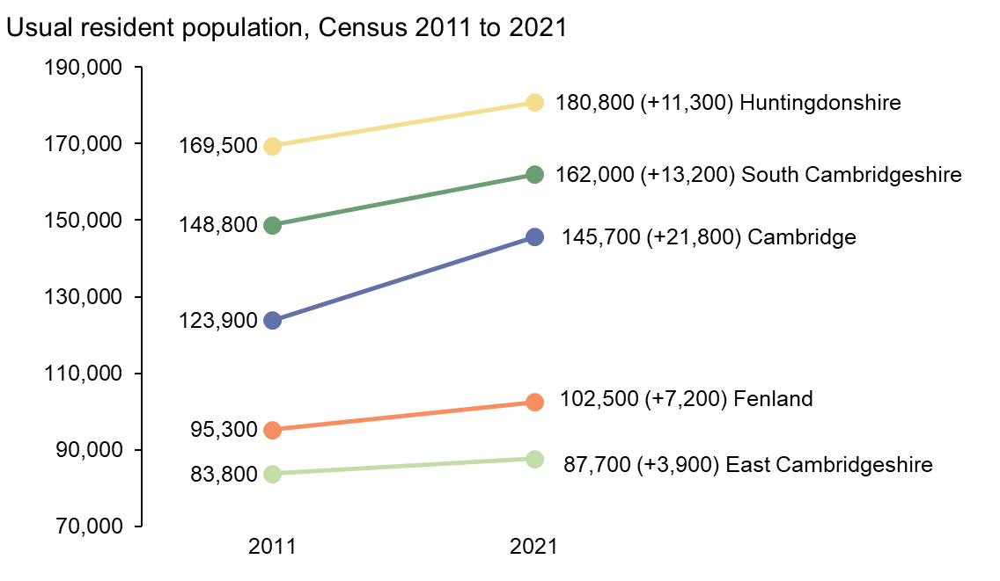 Usual resident population, Census 2011 to 2021
190,000
180,800 (+11,300) Huntingdonshire
170,000
169,500
162,000 (+13,200) South Cambridgeshire
150,000
148,800
145,700 (+21,800) Cambridge
130,000
123,900
110,000
102,500 (+7,200) Fenland
95,300
90,000
87,700 (+3,900) East Cambridgeshire
83,800
70,000
2011
2021